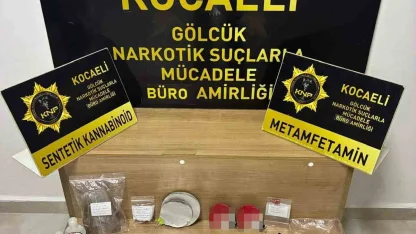 KOCAELİ
GÖLCÜK
NARKOTİK SUÇLARLA
MÜCADELE
BÜRO AMİRLİĞİ
KOCAELİ
GÖLCÜK
NARKOTİK SUÇLARLA
MÜCADELE
BÜRO AMİRLİĞİ
KNP
SENTETİK KANNABİNOİD
KOCAELİ
GÖLCÜK
NARKOTİK SUÇLARLA
MÜCADELE
BÜRO AMİRLİĞİ
KNP
METAMFETAMİN